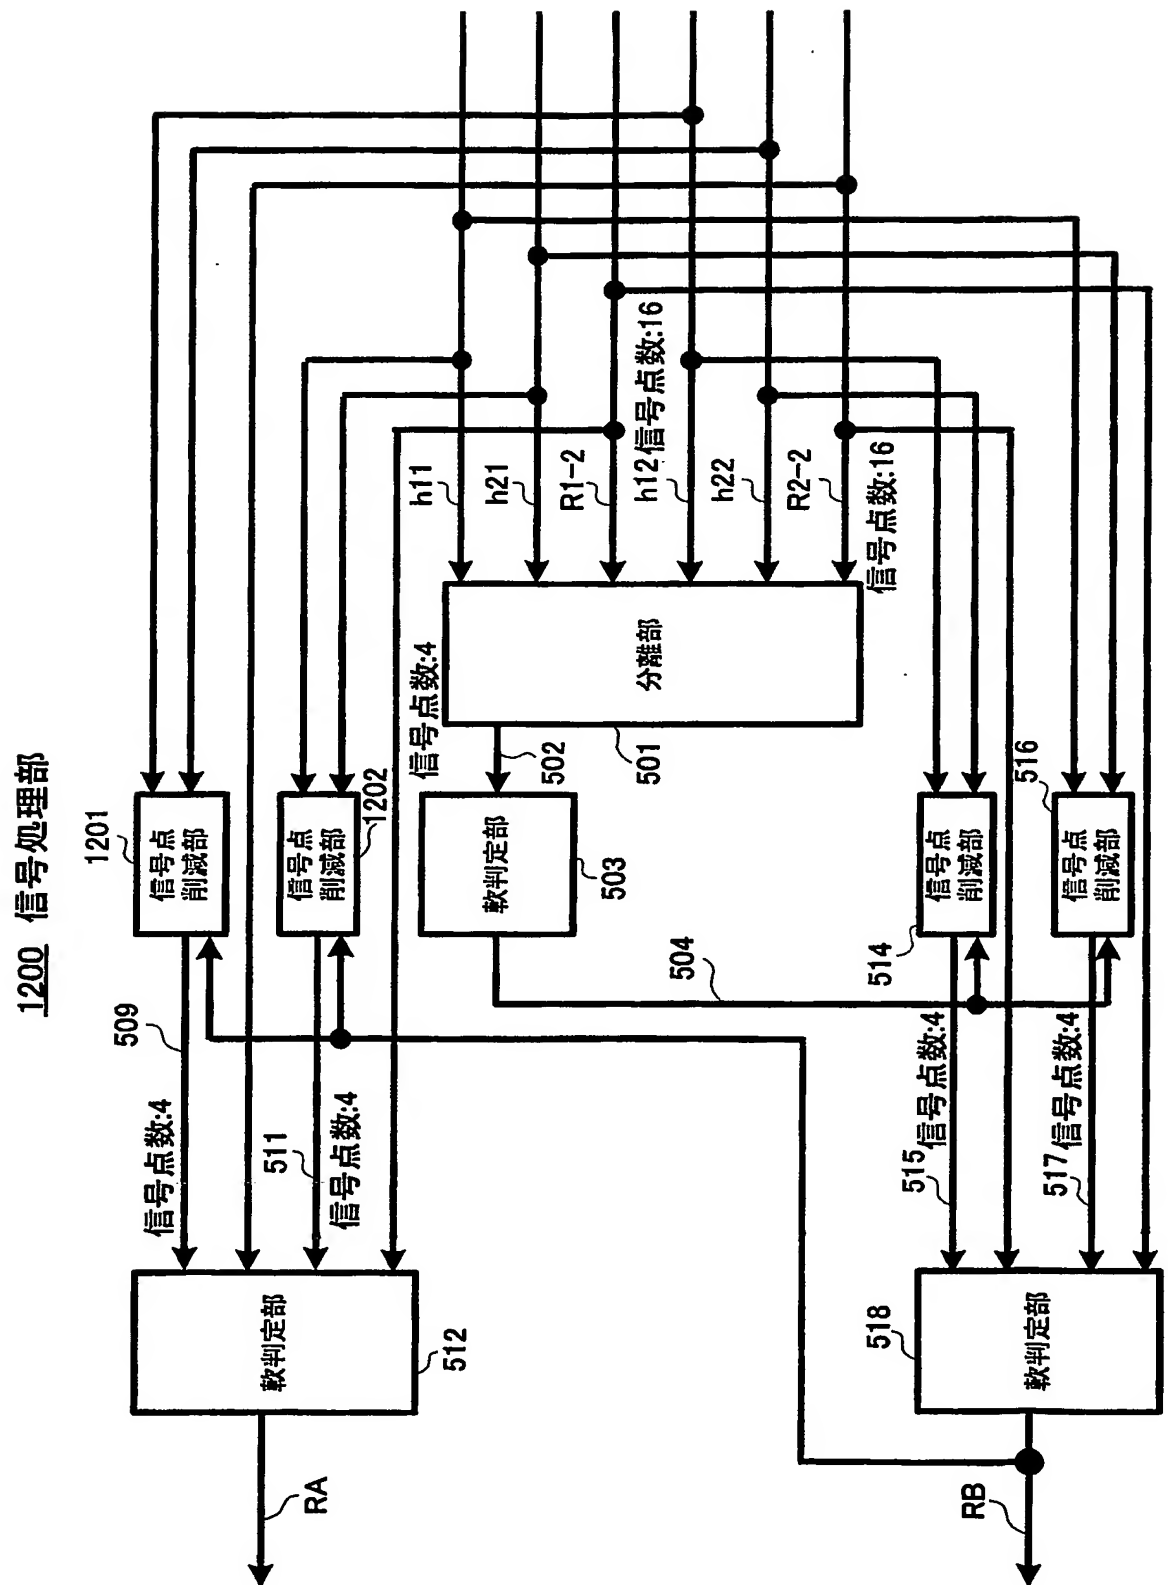 1200 信号処理部
1201
信号点
削減部
509
信号点数:4
信号点
削減部
1202
511
信号点数:4
軟判定部
512
RA
h11
h21
R1-2
信号点数:16
h12
h22
R2-2
信号点数:16
分離部
501
信号点数:4
502
軟判定部
503
504
信号点
削減部
514
515
信号点数:4
信号点
削減部
516
517
信号点数:4
軟判定部
518
RB